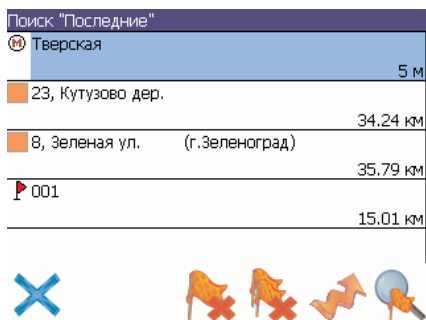 Поиск "Последние"
М Тверская
5 м
23, Кутузово дер.
34.24 км
8, Зеленая ул. (г.Зеленоград)
35.79 км
001
15.01 км